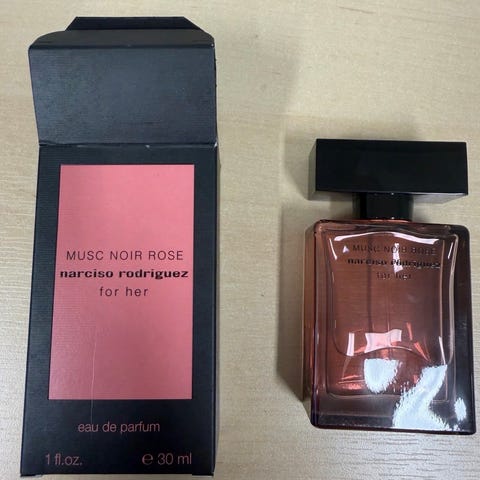 MUSC NOIR ROSE
narciso rodriguez
for her
eau de parfum
1 fl.oz. ℮ 30 ml
MUSC NOIR ROSE
narciso rodriguez
for her